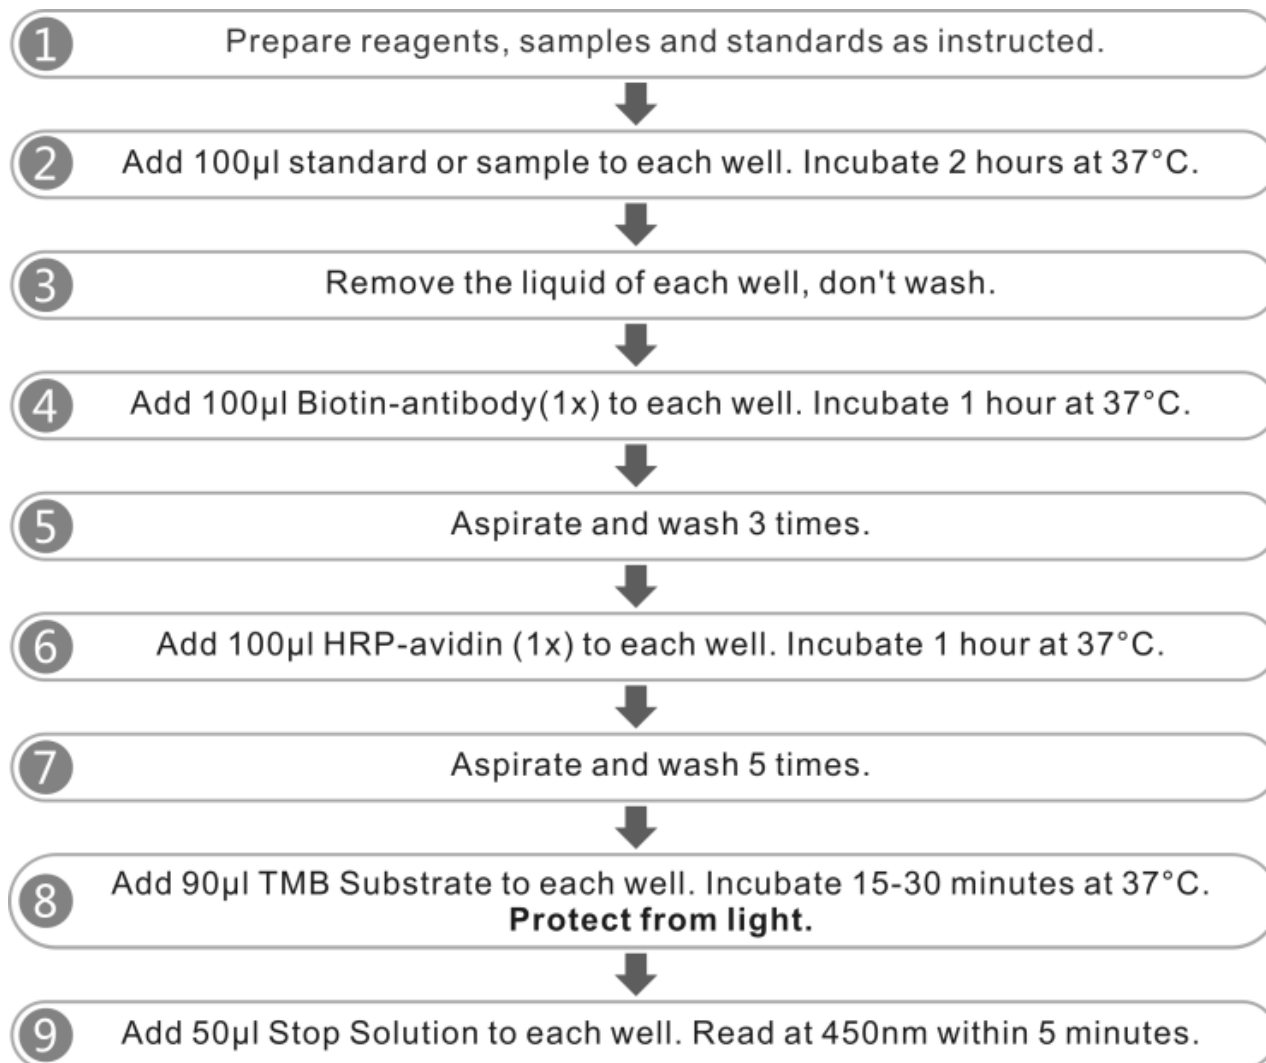 1 Prepare reagents, samples and standards as instructed.
2 Add 100µl standard or sample to each well. Incubate 2 hours at 37°C.
3 Remove the liquid of each well, don't wash.
4 Add 100µl Biotin-antibody(1x) to each well. Incubate 1 hour at 37°C.
5 Aspirate and wash 3 times.
6 Add 100µl HRP-avidin (1x) to each well. Incubate 1 hour at 37°C.
7 Aspirate and wash 5 times.
8 Add 90µl TMB Substrate to each well. Incubate 15-30 minutes at 37°C.
Protect from light.
9 Add 50µl Stop Solution to each well. Read at 450nm within 5 minutes.